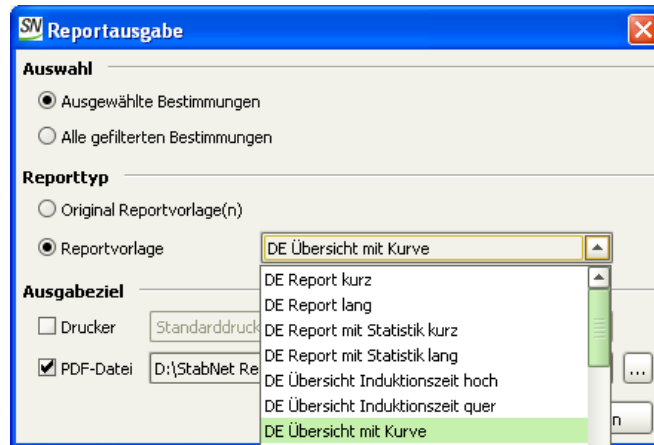 SN Reportausgabe
Auswahl
Ausgewählte Bestimmungen
Alle gefilterten Bestimmungen
Reporttyp
Original Reportvorlage(n)
Reportvorlage DE Übersicht mit Kurve
DE Report kurz
Ausgabeziel
DE Report lang
Drucker Standarddruck
DE Report mit Statistik kurz
DE Report mit Statistik lang
PDF-Datei D:\StabNet Re ...
DE Übersicht Induktionszeit hoch
DE Übersicht Induktionszeit quer
DE Übersicht mit Kurve